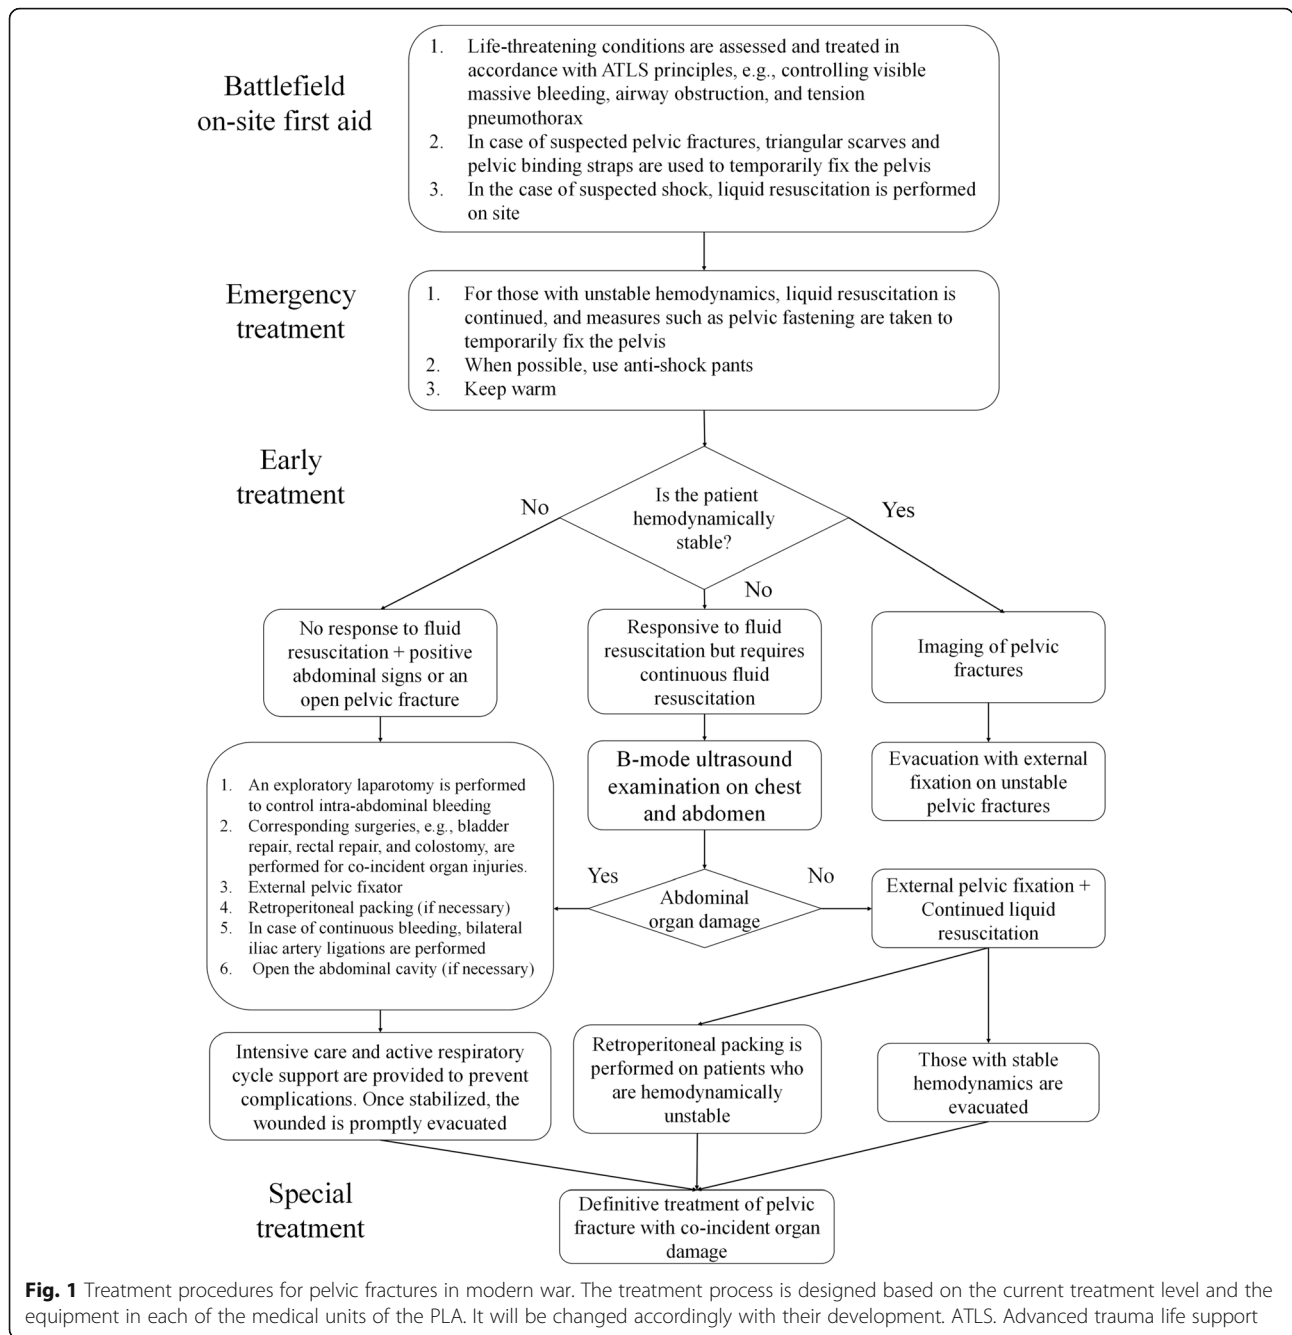 Battlefield
on-site first aid
1. Life-threatening conditions are assessed and treated in
accordance with ATLS principles, e.g., controlling visible
massive bleeding, airway obstruction, and tension
pneumothorax
2. In case of suspected pelvic fractures, triangular scarves and
pelvic binding straps are used to temporarily fix the pelvis
3. In the case of suspected shock, liquid resuscitation is performed
on site
Emergency
treatment
1. For those with unstable hemodynamics, liquid resuscitation is
continued, and measures such as pelvic fastening are taken to
temporarily fix the pelvis
2. When possible, use anti-shock pants
3. Keep warm
Early
treatment
Is the patient
hemodynamically
stable?
No
No
Yes
No response to fluid
resuscitation + positive
abdominal signs or an
open pelvic fracture
Responsive to fluid
resuscitation but requires
continuous fluid
resuscitation
Imaging of pelvic
fractures
1. An exploratory laparotomy is performed
to control intra-abdominal bleeding
2. Corresponding surgeries, e.g., bladder
repair, rectal repair, and colostomy, are
performed for co-incident organ injuries.
3. External pelvic fixator
4. Retroperitoneal packing (if necessary)
5. In case of continuous bleeding, bilateral
iliac artery ligations are performed
6. Open the abdominal cavity (if necessary)
B-mode ultrasound
examination on chest
and abdomen
Evacuation with external
fixation on unstable
pelvic fractures
Yes
Abdominal
organ damage
No
External pelvic fixation +
Continued liquid
resuscitation
Intensive care and active respiratory
cycle support are provided to prevent
complications. Once stabilized, the
wounded is promptly evacuated
Retroperitoneal packing is
performed on patients who
are hemodynamically
unstable
Those with stable
hemodynamics are
evacuated
Special
treatment
Definitive treatment of pelvic
fracture with co-incident organ
damage
Fig. 1 Treatment procedures for pelvic fractures in modern war. The treatment process is designed based on the current treatment level and the
equipment in each of the medical units of the PLA. It will be changed accordingly with their development. ATLS. Advanced trauma life support